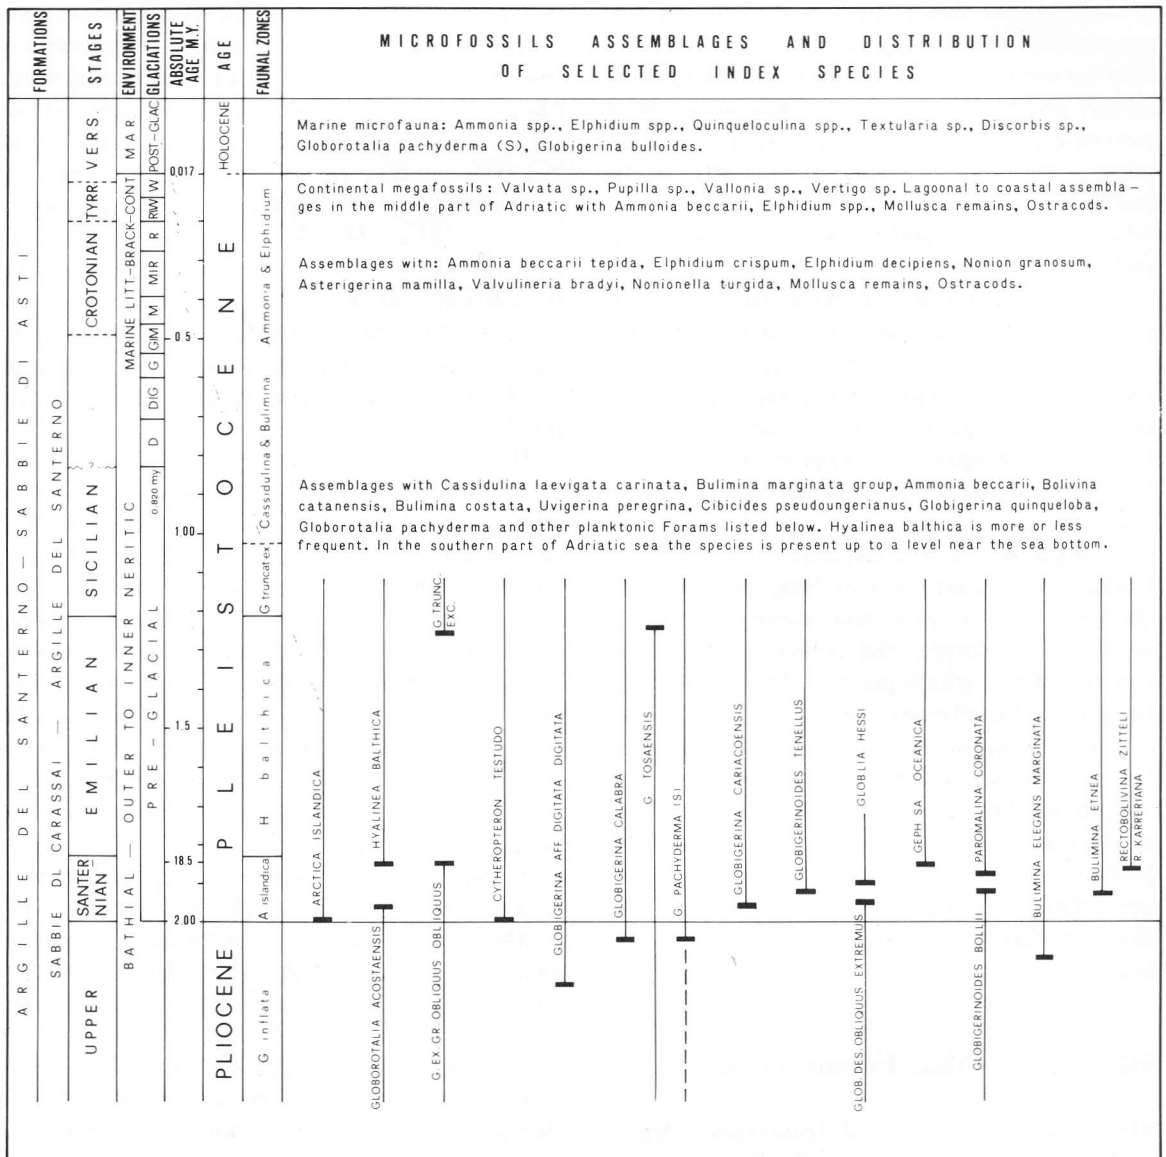 FORMATIONS
STAGES
ENVIRONMENT
GLACIATIONS
ABSOLUTE
AGE M.Y.
AGE
FAUNAL ZONES
MICROFOSSILS ASSEMBLAGES AND DISTRIBUTION
OF SELECTED INDEX SPECIES
ARGILLE DEL SANTERNO — SABBIE DI ASTI
SABBIE DL CARASSAI — ARGILLE DEL SANTERNO
VERS.
TYRR.
CROTONIAN
~ ? ~
SICILIAN
EMILIAN
SANTER-
NIAN
UPPER
MAR.
MARINE LITT-BRACK-CONT
BATHIAL — OUTER TO INNER NERITIC
POST-GLAC
W
RIW
R
MIR
M
GIM
G
DIG
D
0.820 my
PRE - GLACIAL
0.017
0.5
1.00
1.5
18.5
2.00
HOLOCENE
PLEISTOCENE
PLIOCENE
Ammonia & Elphidium
Cassidulina & Bulimina
G truncat ex.
H balthica
A islandica
G inflata
Marine microfauna: Ammonia spp., Elphidium spp., Quinqueloculina spp., Textularia sp., Discorbis sp.,
Globorotalia pachyderma (S), Globigerina bulloides.
Continental megafossils: Valvata sp., Pupilla sp., Vallonia sp., Vertigo sp. Lagoonal to coastal assembla-
ges in the middle part of Adriatic with Ammonia beccarii, Elphidium spp., Mollusca remains, Ostracods.
Assemblages with: Ammonia beccarii tepida, Elphidium crispum, Elphidium decipiens, Nonion granosum,
Asterigerina mamilla, Valvulineria bradyi, Nonionella turgida, Mollusca remains, Ostracods.
Assemblages with Cassidulina laevigata carinata, Bulimina marginata group, Ammonia beccarii, Bolivina
catanensis, Bulimina costata, Uvigerina peregrina, Cibicides pseudoungerianus, Globigerina quinqueloba,
Globorotalia pachyderma and other planktonic Forams listed below. Hyalinea balthica is more or less
frequent. In the southern part of Adriatic sea the species is present up to a level near the sea bottom.
ARCTICA ISLANDICA
HYALINEA BALTHICA
GLOBOROTALIA ACOSTAENSIS
G. TRUNC.
EXC.
G. EX. GR. OBLIQUUS OBLIQUUS
CYTHEROPTERON TESTUDO
GLOBIGERINA AFF DIGITATA DIGITATA
GLOBIGERINA CALABRA
G TOSAENSIS
G. PACHYDERMA (S)
GLOBIGERINA CARIACOENSIS
GLOBIGERINOIDES TENELLUS
GLOBLIA HESSI
GLOB. DES. OBLIQUUS EXTREMUS
GEPH SA OCEANICA
PAROMALINA CORONATA
GLOBIGERINOIDES BOLLII
BULIMINA ELEGANS MARGINATA
BULIMINA ETNEA
RECTOBOLIVINA ZITTELI
R KARRERIANA